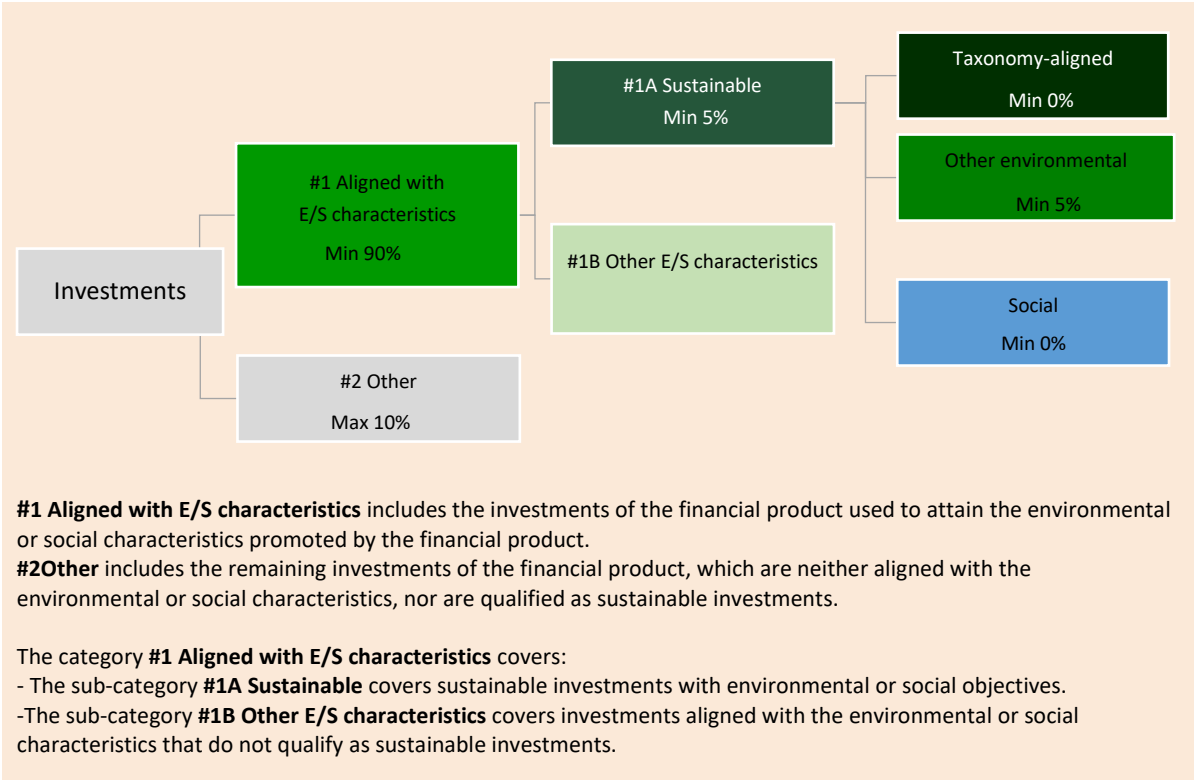 Investments
#1 Aligned with
E/S characteristics
Min 90%
#2 Other
Max 10%
#1A Sustainable
Min 5%
#1B Other E/S characteristics
Taxonomy-aligned
Min 0%
Other environmental
Min 5%
Social
Min 0%
#1 Aligned with E/S characteristics includes the investments of the financial product used to attain the environmental
or social characteristics promoted by the financial product.
#2Other includes the remaining investments of the financial product, which are neither aligned with the
environmental or social characteristics, nor are qualified as sustainable investments.
The category #1 Aligned with E/S characteristics covers:
- The sub-category #1A Sustainable covers sustainable investments with environmental or social objectives.
-The sub-category #1B Other E/S characteristics covers investments aligned with the environmental or social
characteristics that do not qualify as sustainable investments.